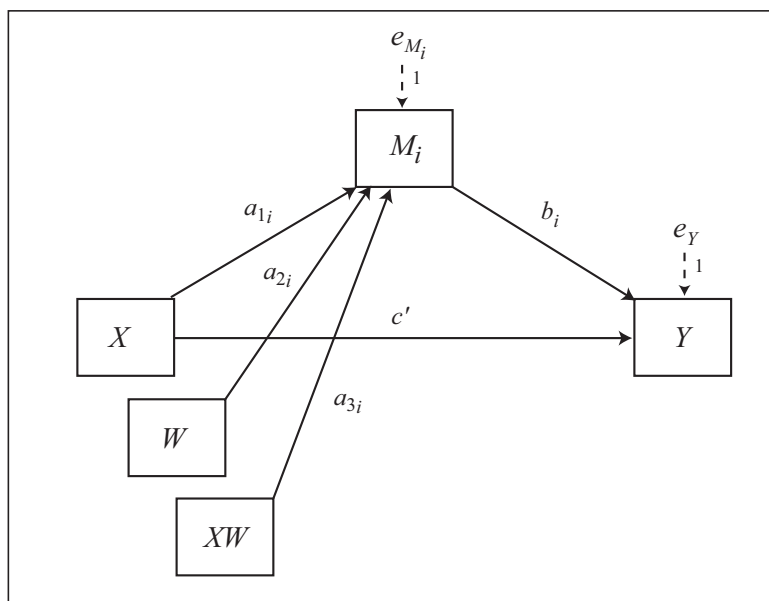 e_{M_i}
1
M_i
a_{1i}
b_i
a_{2i}
e_Y
1
X
c′
Y
a_{3i}
W
XW